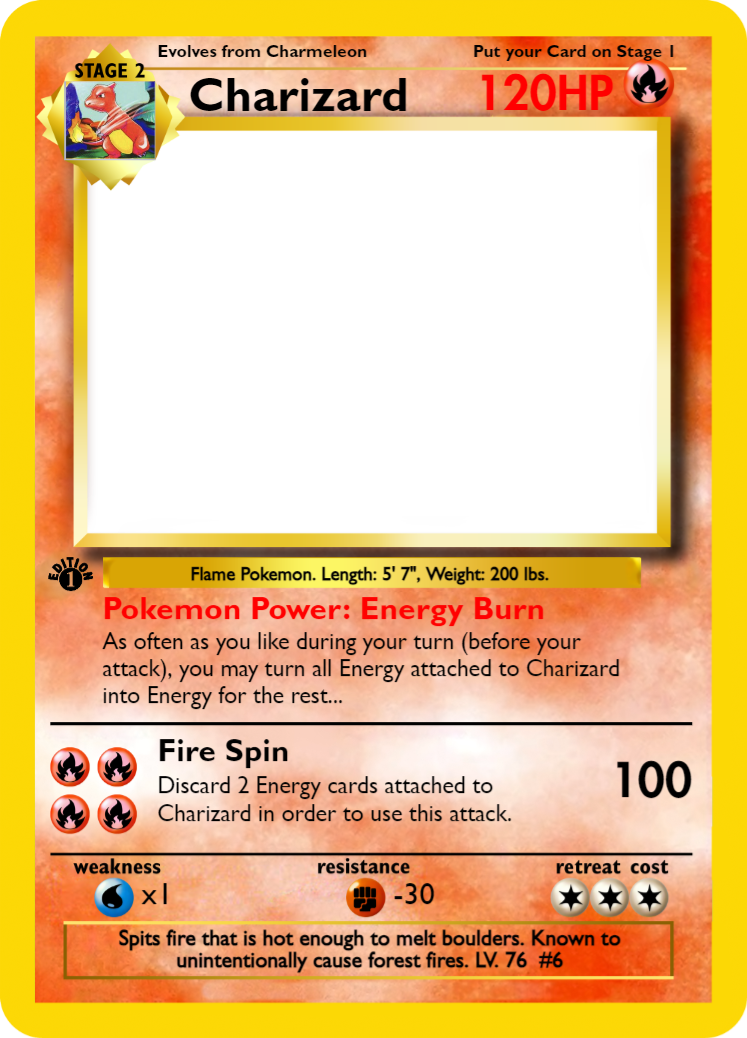 Evolves from Charmeleon Put your Card on Stage 1
STAGE 2
Charizard 120HP
EDITION 1
Flame Pokemon. Length: 5' 7", Weight: 200 lbs.
Pokemon Power: Energy Burn
As often as you like during your turn (before your
attack), you may turn all Energy attached to Charizard
into Energy for the rest...
Fire Spin
Discard 2 Energy cards attached to
Charizard in order to use this attack.
100
weakness resistance retreat cost
x1 -30
Spits fire that is hot enough to melt boulders. Known to
unintentionally cause forest fires. LV. 76 #6